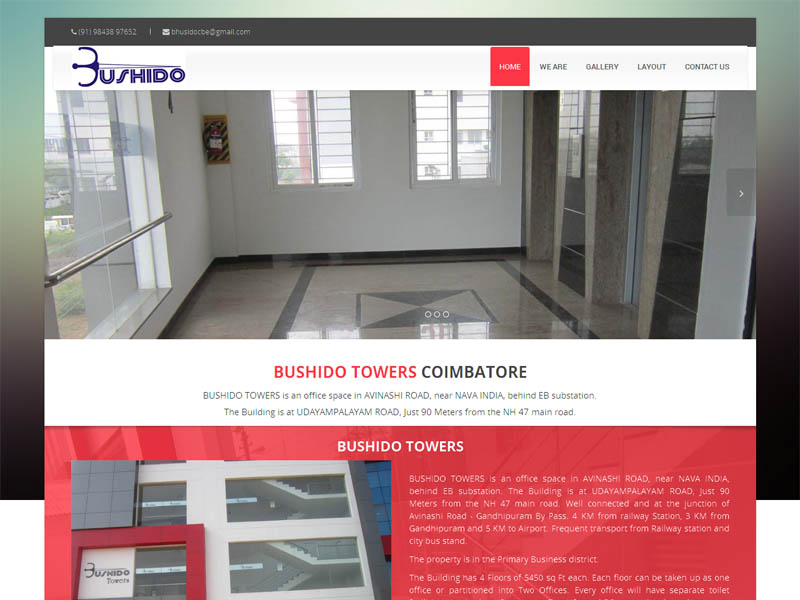 (91) 98438 97652 | bhusidocbe@gmail.com
BUSHIDO
HOME WE ARE GALLERY LAYOUT CONTACT US
BUSHIDO TOWERS COIMBATORE
BUSHIDO TOWERS is an office space in AVINASHI ROAD, near NAVA INDIA, behind EB substation.
The Building is at UDAYAMPALAYAM ROAD, Just 90 Meters from the NH 47 main road.
BUSHIDO TOWERS
BUSHIDO TOWERS is an office space in AVINASHI ROAD, near NAVA INDIA,
behind EB substation. The Building is at UDAYAMPALAYAM ROAD, Just 90
Meters from the NH 47 main road. Well connected and at the junction of
Avinashi Road - Gandhipuram By Pass. 4 KM from railway Station, 3 KM from
Gandhipuram and 5 KM to Airport. Frequent transport from Railway station and
city bus stand.
The property is in the Primary Business district.
The Building has 4 Floors of 5450 sq Ft each. Each floor can be taken up as one
office or partitioned into Two Offices. Every office will have separate toilet
BUSHIDO
Towers